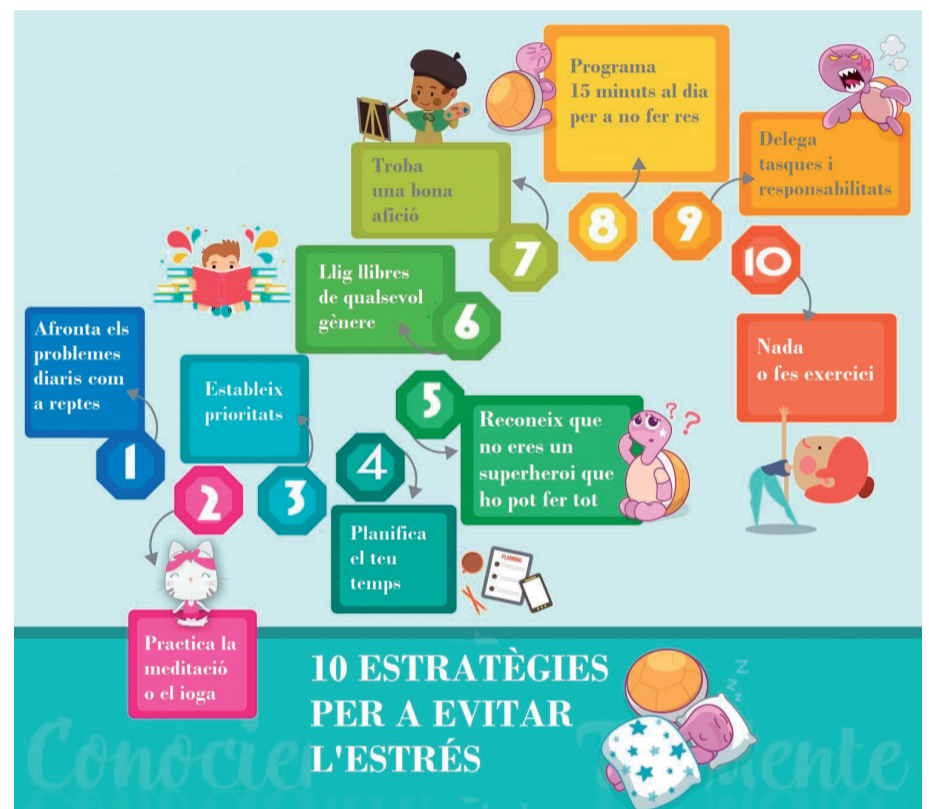 1
Afronta els
problemes
diaris com
a reptes
2
Practica la
meditació
o el ioga
3
Estableix
prioritats
4
Planifica
el teu
temps
PLANNING
5
Reconeix que
no eres un
superheroi que
ho pot fer tot
? ?
6
Llig llibres
de qualsevol
gènere
7
Troba
una bona
afició
8
Programa
15 minuts al dia
per a no fer res
9
Delega
tasques i
responsabilitats
10
Nada
o fes exercici
10 ESTRATÈGIES
PER A EVITAR
L'ESTRÉS
z z z